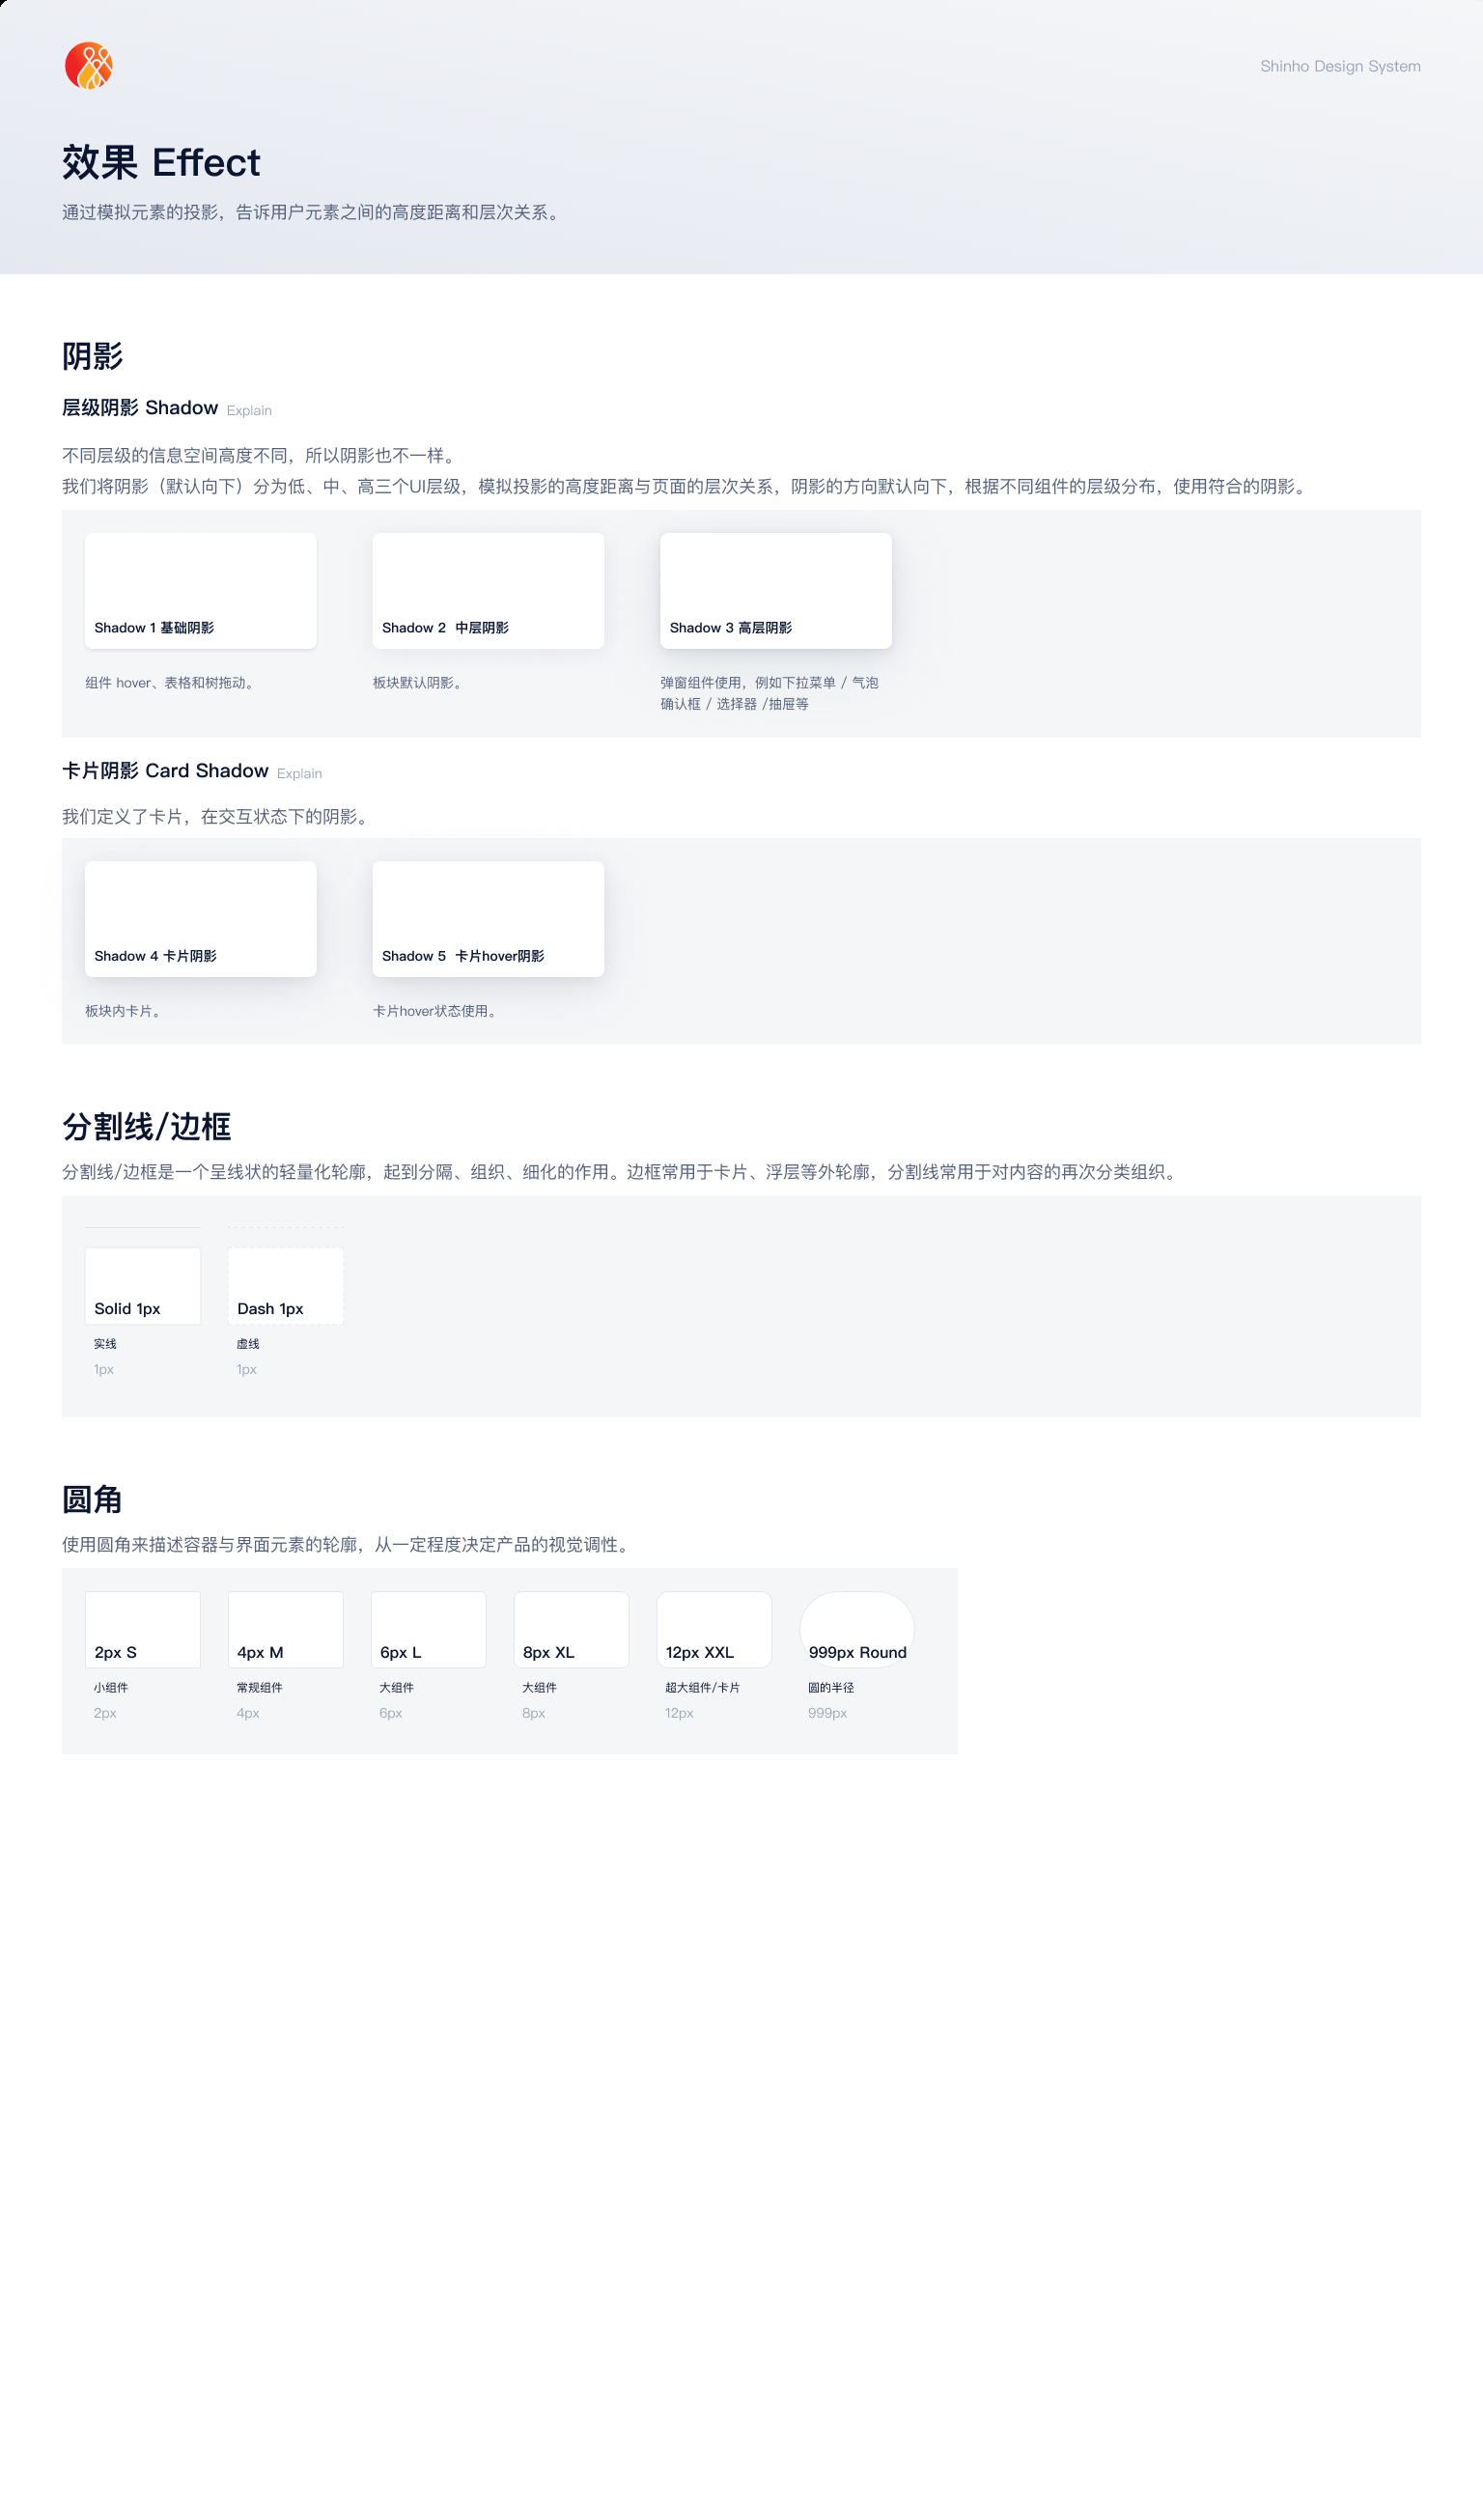 Shinho Design System
效果 Effect
通过模拟元素的投影，告诉用户元素之间的高度距离和层次关系。
阴影
层级阴影 Shadow Explain
不同层级的信息空间高度不同，所以阴影也不一样。
我们将阴影（默认向下）分为低、中、高三个UI层级，模拟投影的高度距离与页面的层次关系，阴影的方向默认向下，根据不同组件的层级分布，使用符合的阴影。
Shadow 1 基础阴影
组件 hover、表格和树拖动。
Shadow 2 中层阴影
板块默认阴影。
Shadow 3 高层阴影
弹窗组件使用，例如下拉菜单 / 气泡
确认框 / 选择器 /抽屉等
卡片阴影 Card Shadow Explain
我们定义了卡片，在交互状态下的阴影。
Shadow 4 卡片阴影
板块内卡片。
Shadow 5 卡片hover阴影
卡片hover状态使用。
分割线/边框
分割线/边框是一个呈线状的轻量化轮廓，起到分隔、组织、细化的作用。边框常用于卡片、浮层等外轮廓，分割线常用于对内容的再次分类组织。
Solid 1px
实线
1px
Dash 1px
虚线
1px
圆角
使用圆角来描述容器与界面元素的轮廓，从一定程度决定产品的视觉调性。
2px S
小组件
2px
4px M
常规组件
4px
6px L
大组件
6px
8px XL
大组件
8px
12px XXL
超大组件/卡片
12px
999px Round
圆的半径
999px